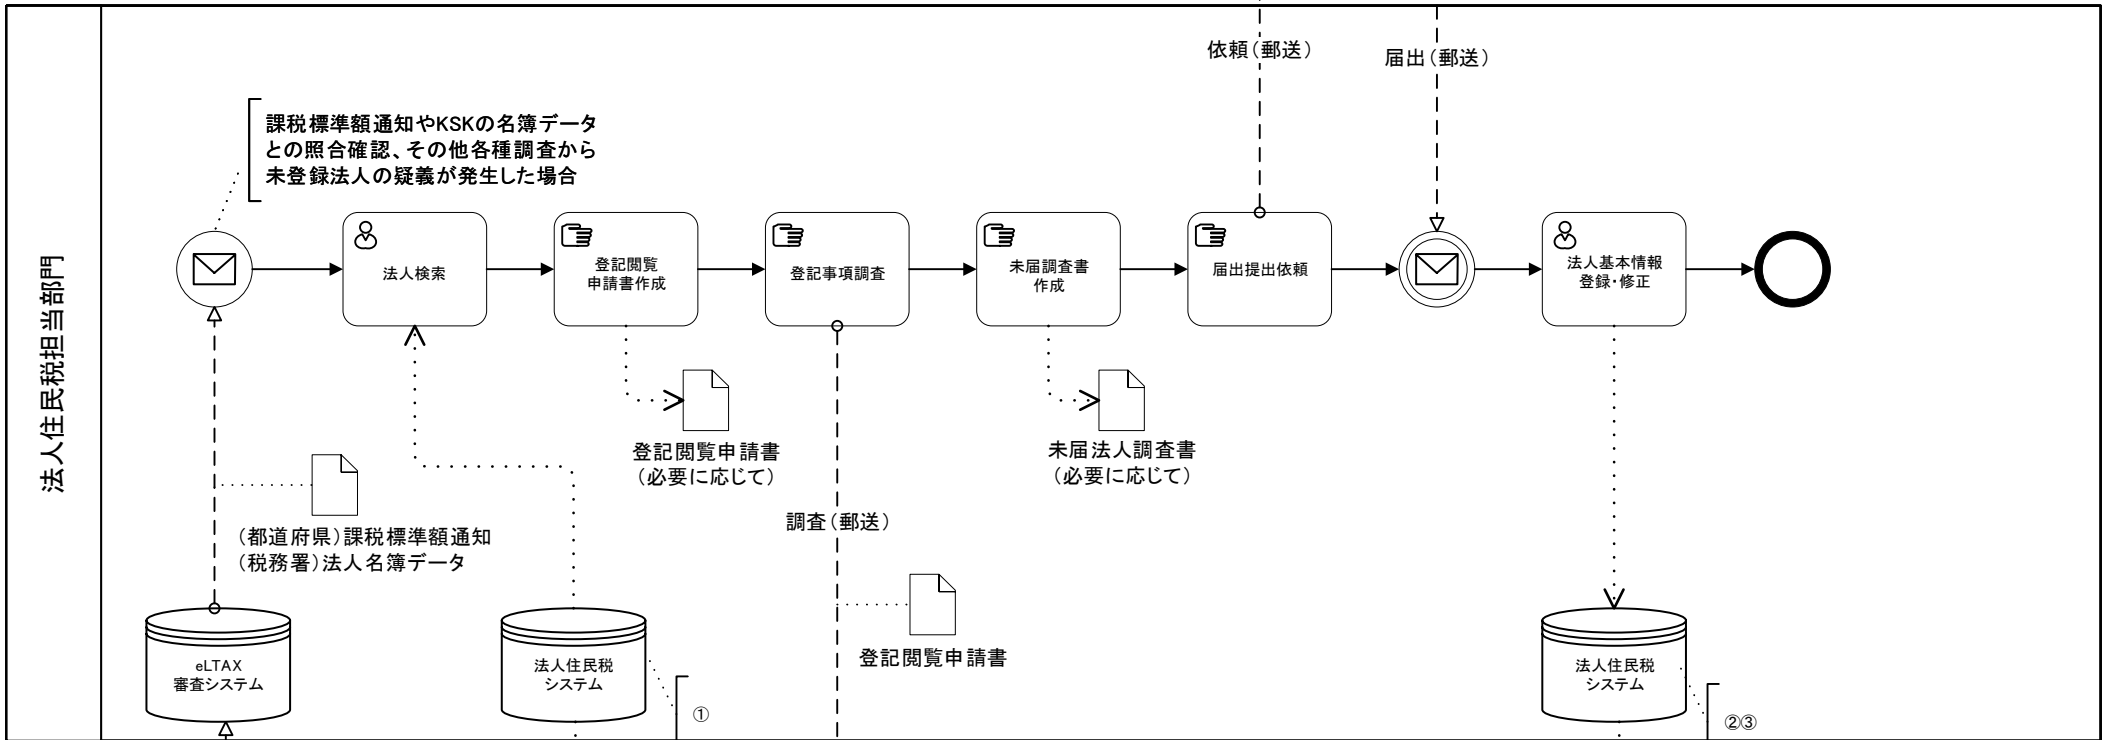 依頼（郵送）
届出（郵送）
課税標準額通知やKSKの名簿データ
との照合確認、その他各種調査から
未登録法人の疑義が発生した場合
法人住民税担当部門
法人検索
登記閲覧
申請書作成
登記事項調査
未届調査書
作成
届出提出依頼
法人基本情報
登録・修正
登記閲覧申請書
（必要に応じて）
未届法人調査書
（必要に応じて）
（都道府県）課税標準額通知
（税務署）法人名簿データ
調査（郵送）
登記閲覧申請書
eLTAX
審査システム
法人住民税
システム
①
法人住民税
システム
②③